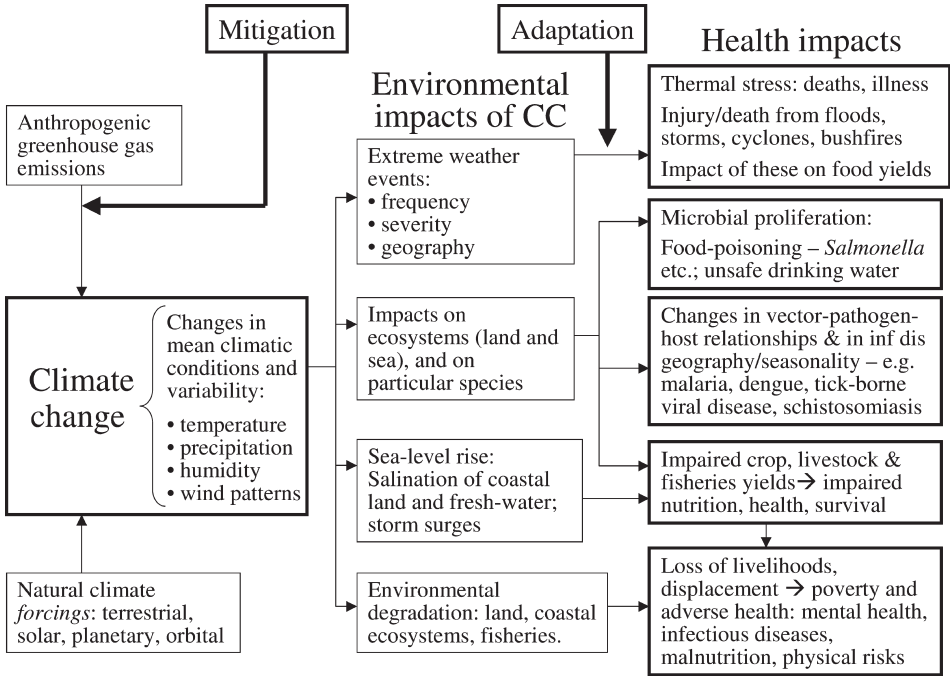 Mitigation
Adaptation
Health impacts
Environmental
impacts of CC
Anthropogenic
greenhouse gas
emissions
Extreme weather
events:
• frequency
• severity
• geography
Thermal stress: deaths, illness
Injury/death from floods,
storms, cyclones, bushfires
Impact of these on food yields
Microbial proliferation:
Food-poisoning – Salmonella
etc.; unsafe drinking water
Climate
change
Changes in
mean climatic
conditions and
variability:
• temperature
• precipitation
• humidity
• wind patterns
Impacts on
ecosystems (land and
sea), and on
particular species
Changes in vector-pathogen-
host relationships & in inf dis
geography/seasonality – e.g.
malaria, dengue, tick-borne
viral disease, schistosomiasis
Sea-level rise:
Salination of coastal
land and fresh-water;
storm surges
Impaired crop, livestock &
fisheries yields→ impaired
nutrition, health, survival
Natural climate
forcings: terrestrial,
solar, planetary, orbital
Environmental
degradation: land, coastal
ecosystems, fisheries.
Loss of livelihoods,
displacement → poverty and
adverse health: mental health,
infectious diseases,
malnutrition, physical risks